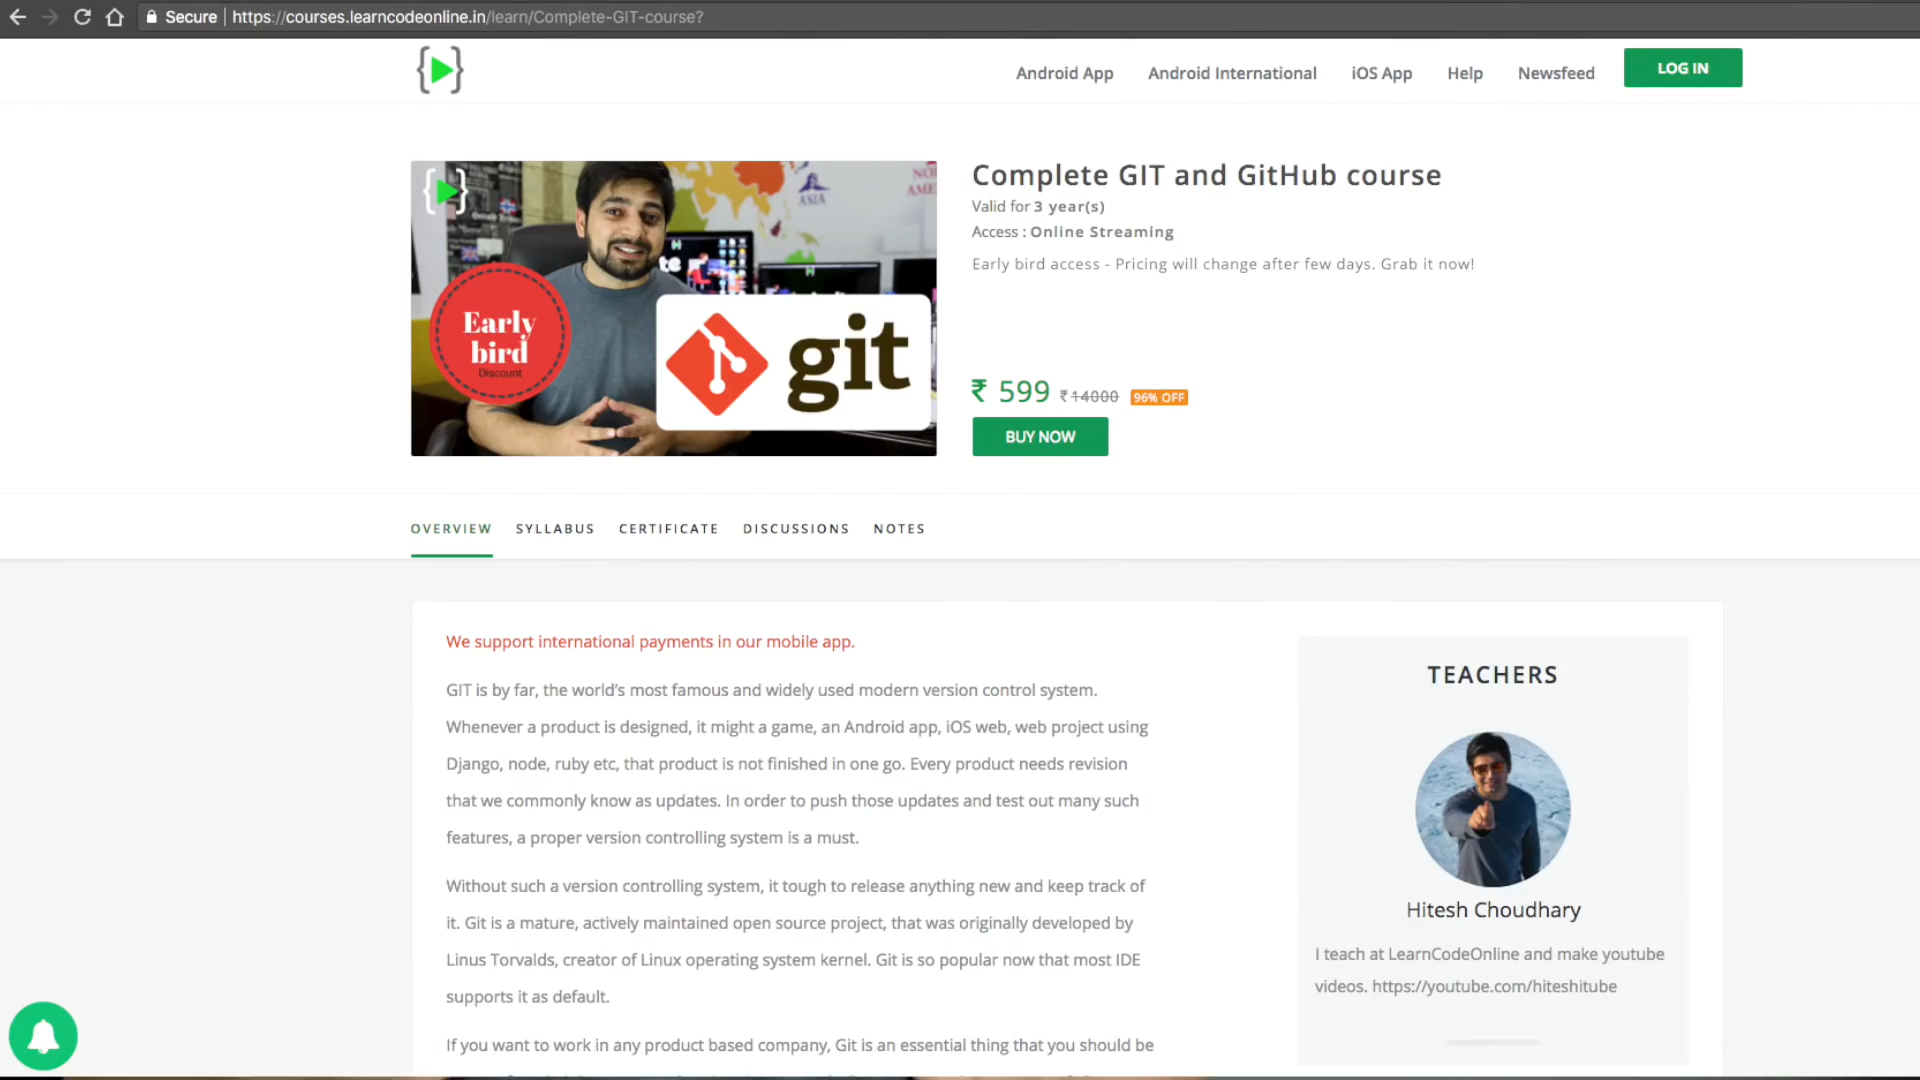 Secure | https://courses.learncodeonline.in/learn/Complete-GIT-course?
Android App
Android International
iOS App
Help
Newsfeed
LOG IN
ASIA
Early
bird
Discount
git
Complete GIT and GitHub course
Valid for 3 year(s)
Access : Online Streaming
Early bird access - Pricing will change after few days. Grab it now!
₹ 599 ₹14000 96% OFF
BUY NOW
OVERVIEW
SYLLABUS
CERTIFICATE
DISCUSSIONS
NOTES
We support international payments in our mobile app.
GIT is by far, the world's most famous and widely used modern version control system.
Whenever a product is designed, it might a game, an Android app, iOS web, web project using
Django, node, ruby etc, that product is not finished in one go. Every product needs revision
that we commonly know as updates. In order to push those updates and test out many such
features, a proper version controlling system is a must.
Without such a version controlling system, it tough to release anything new and keep track of
it. Git is a mature, actively maintained open source project, that was originally developed by
Linus Torvalds, creator of Linux operating system kernel. Git is so popular now that most IDE
supports it as default.
If you want to work in any product based company, Git is an essential thing that you should be
TEACHERS
Hitesh Choudhary
I teach at LearnCodeOnline and make youtube
videos. https://youtube.com/hiteshitube